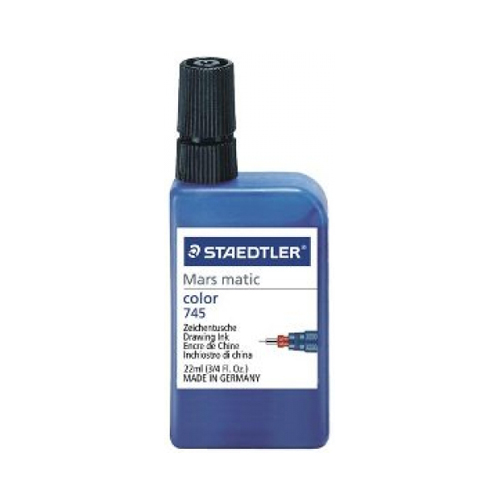 STAEDTLER®
Mars matic
color
745
Zeichentusche
Drawing Ink
Encre de Chine
Inchiostro di china
22ml (3/4 Fl. Oz.)
MADE IN GERMANY